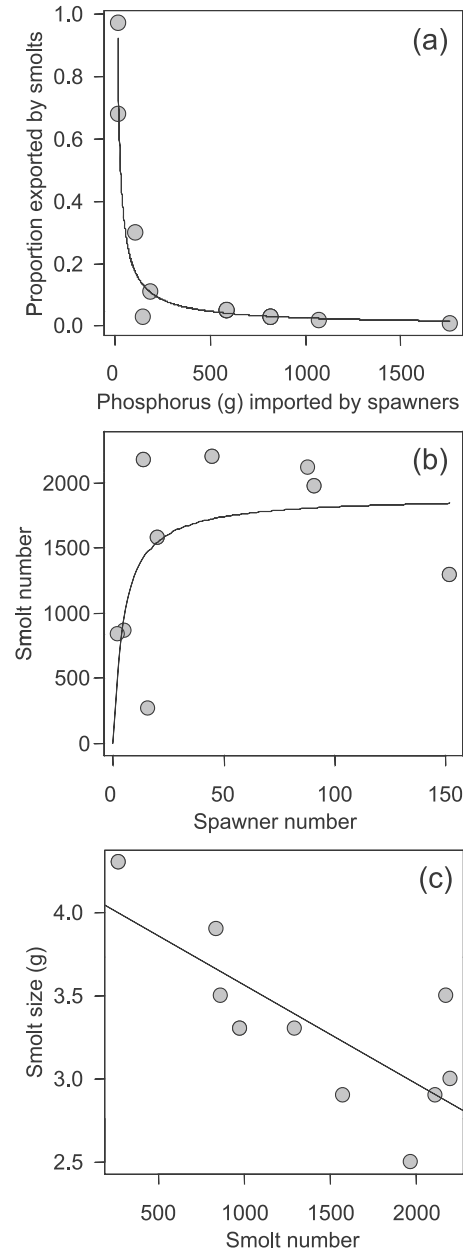 (a)
Proportion exported by smolts
1.0
0.8
0.6
0.4
0.2
0.0
0 500 1000 1500
Phosphorus (g) imported by spawners
(b)
Smolt number
2000
1500
1000
500
0
0 50 100 150
Spawner number
(c)
Smolt size (g)
4.0
3.5
3.0
2.5
500 1000 1500 2000
Smolt number